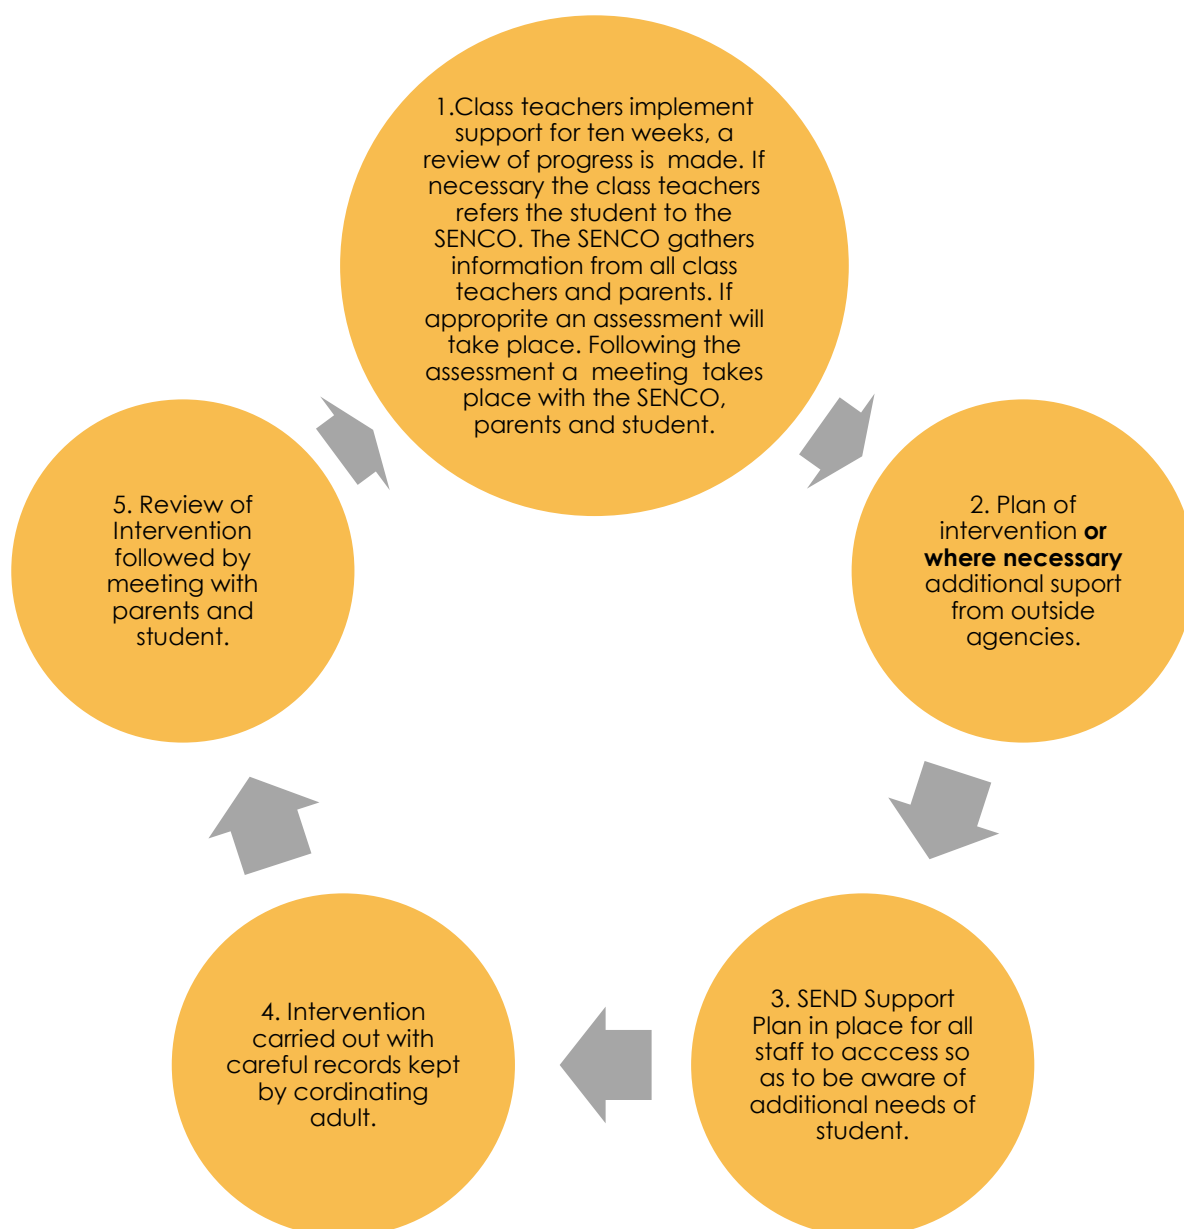 1.Class teachers implement
support for ten weeks, a
review of progress is  made. If
necessary the class teachers
refers the student to the
SENCO. The SENCO gathers
information from all class
teachers and parents. If
approprite an assessment will
take place. Following the
assessment a  meeting  takes
place with the SENCO,
parents and student.
2. Plan of
intervention or
where necessary
additional suport
from outside
agencies.
3. SEND Support
Plan in place for all
staff to acccess so
as to be aware of
additional needs of
student.
4. Intervention
carried out with
careful records kept
by cordinating
adult.
5. Review of
Intervention
followed by
meeting with
parents and
student.